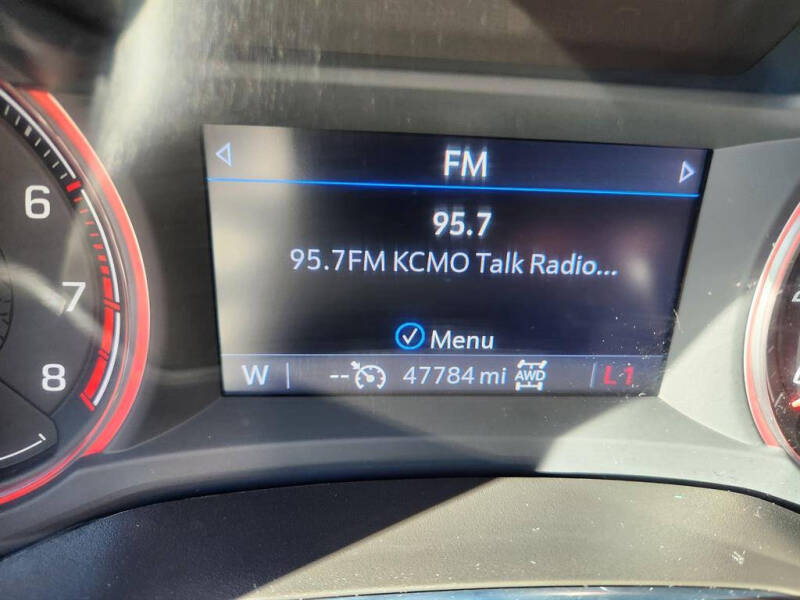 FM
95.7
95.7FM KCMO Talk Radio...
Menu
W
-- 47784 mi AWD
L1
6
7
8